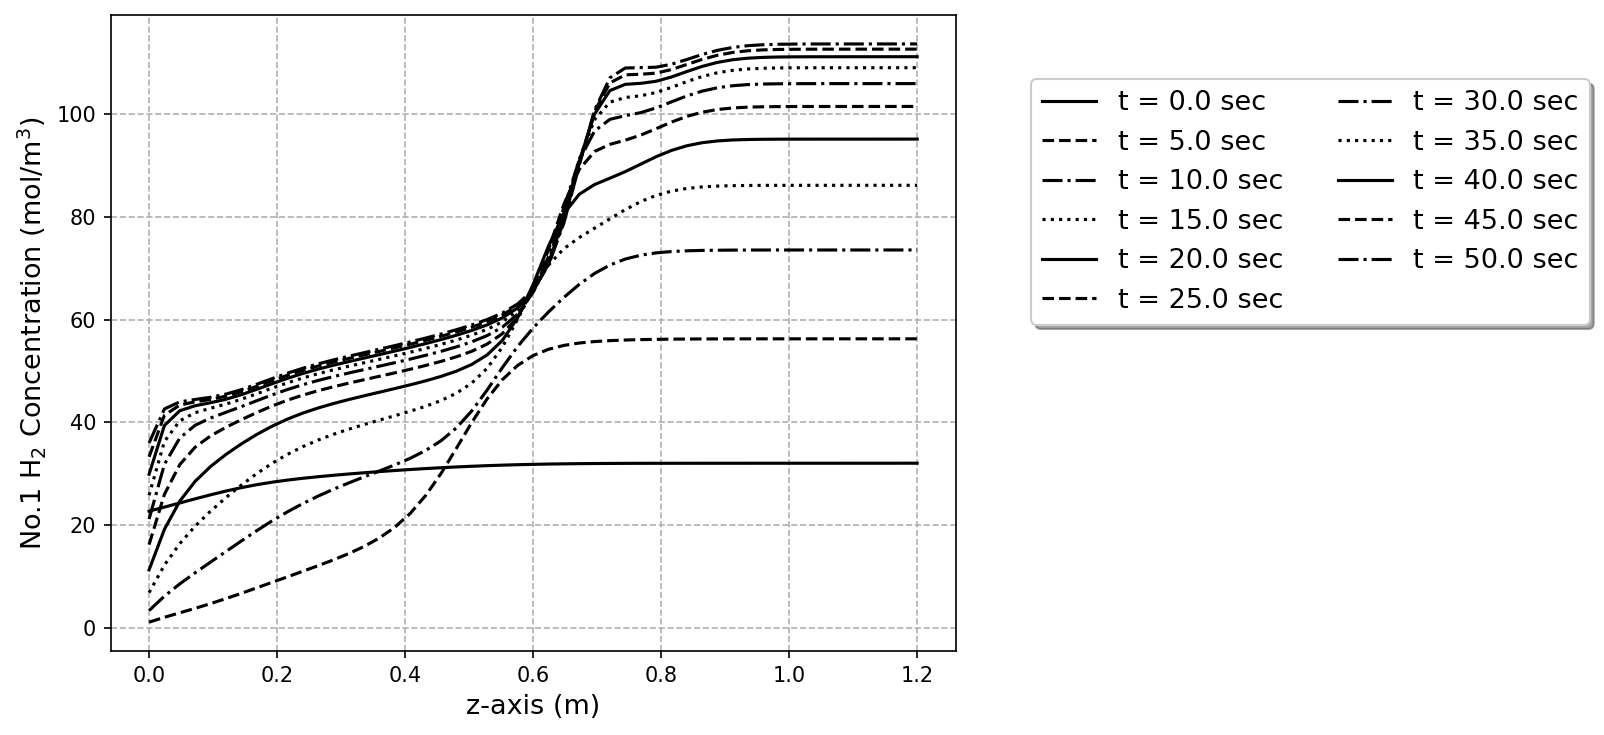 No.1 H₂ Concentration (mol/m³)
100
80
60
40
20
0
0.0 0.2 0.4 0.6 0.8 1.0 1.2
z-axis (m)
t = 0.0 sec
t = 5.0 sec
t = 10.0 sec
t = 15.0 sec
t = 20.0 sec
t = 25.0 sec
t = 30.0 sec
t = 35.0 sec
t = 40.0 sec
t = 45.0 sec
t = 50.0 sec